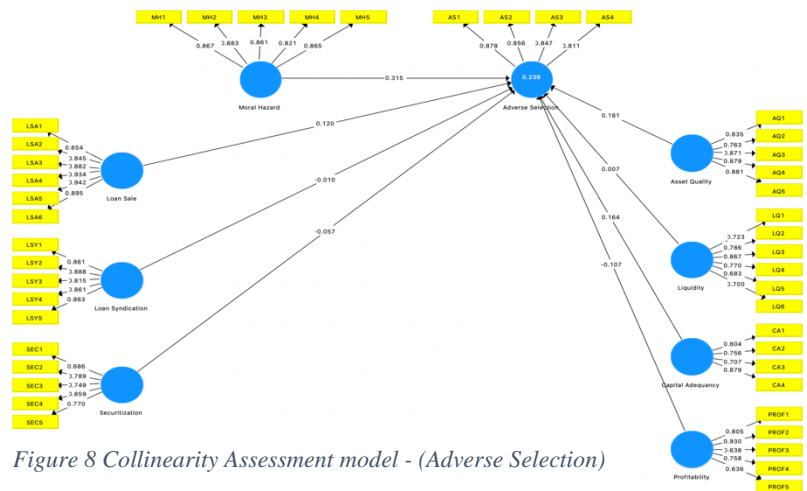 MH1 MH2 MH3 MH4 MH5
AS1 AS2 AS3 AS4
0.867 0.883 0.861 0.821 0.865
0.878 0.856 0.847 0.811
0.315
0.239
Moral Hazard
Adverse Selection
LSA1
LSA2
LSA3
LSA4
LSA5
LSA6
0.654
0.845
0.882
0.934
0.942
0.895
Loan Sale
0.120
0.181
AQ1
AQ2
AQ3
AQ4
AQ5
0.835
0.763
0.871
0.879
0.881
Asset Quality
-0.010
0.007
LSY1
LSY2
LSY3
LSY4
LSY5
0.861
0.888
0.815
0.861
0.863
Loan Syndication
LQ1
LQ2
LQ3
LQ4
LQ5
LQ6
0.723
0.786
0.867
0.770
0.683
0.700
Liquidity
-0.057
0.164
-0.107
SEC1
SEC2
SEC3
SEC4
SEC5
0.686
0.789
0.749
0.859
0.770
Securitization
CA1
CA2
CA3
CA4
0.804
0.756
0.707
0.879
Capital Adequancy
PROF1
PROF2
PROF3
PROF4
PROF5
0.805
0.930
0.638
0.758
0.636
Profitability
Figure 8 Collinearity Assessment model - (Adverse Selection)